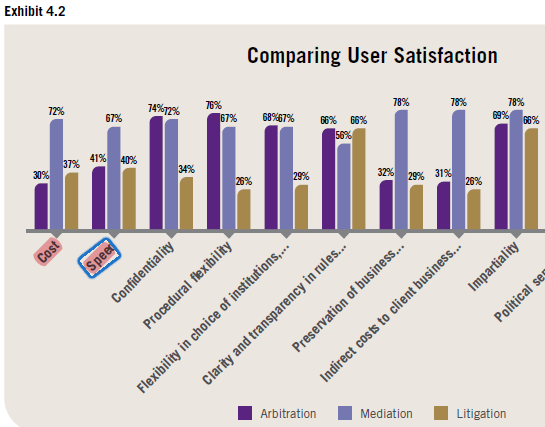 Exhibit 4.2
Comparing User Satisfaction
30% 72% 37%
41% 67% 40%
74% 72% 34%
76% 67% 26%
68% 67% 29%
66% 56% 66%
32% 78% 29%
31% 78% 26%
69% 78% 66%
Cost
Speed
Confidentiality
Procedural flexibility
Flexibility in choice of institutions,...
Clarity and transparency in rules...
Preservation of business...
Indirect costs to client business...
Impartiality
Political
Arbitration
Mediation
Litigation